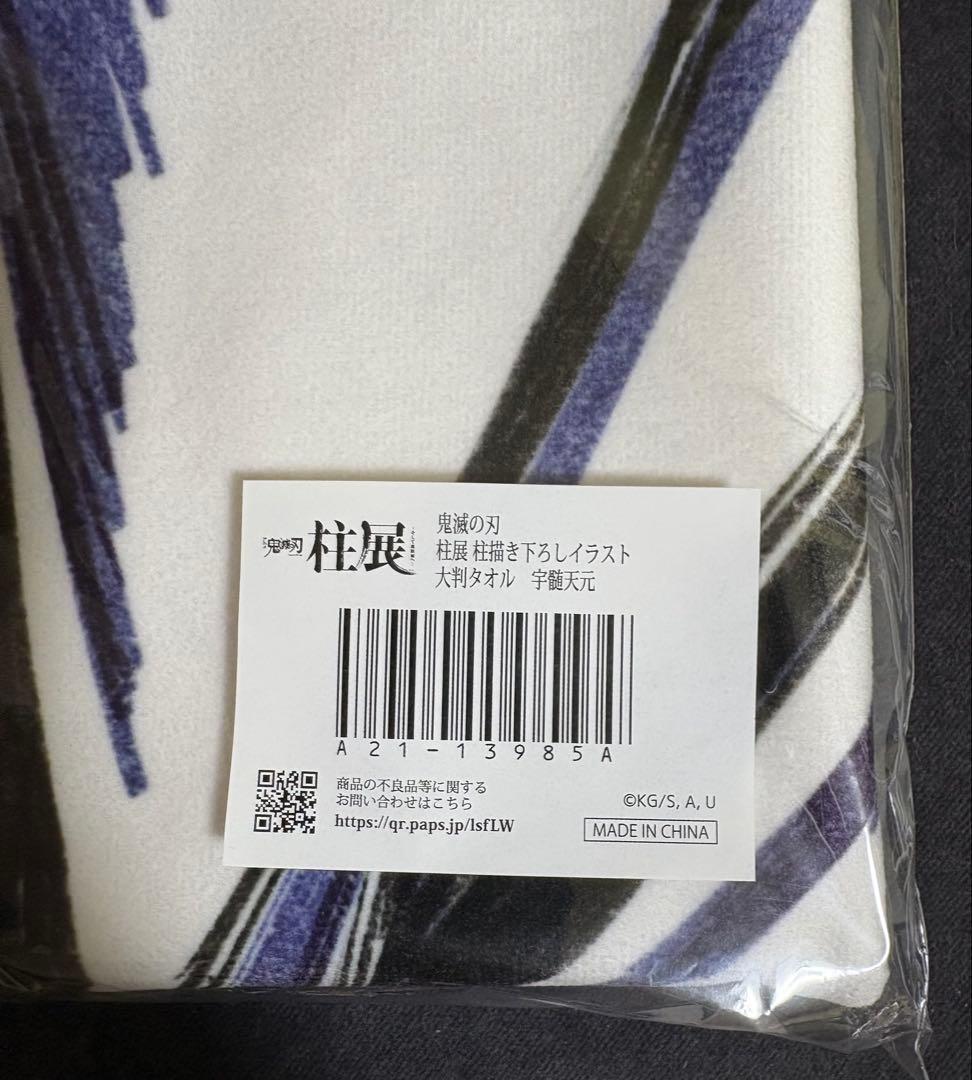 鬼滅の刃
柱展
鬼滅の刃
柱展 柱描き下ろしイラスト
大判タオル 宇髄天元
A21-13985A
商品の不良品等に関する
お問い合わせはこちら
https://qr.paps.jp/lsfLW
©KG/S, A, U
MADE IN CHINA